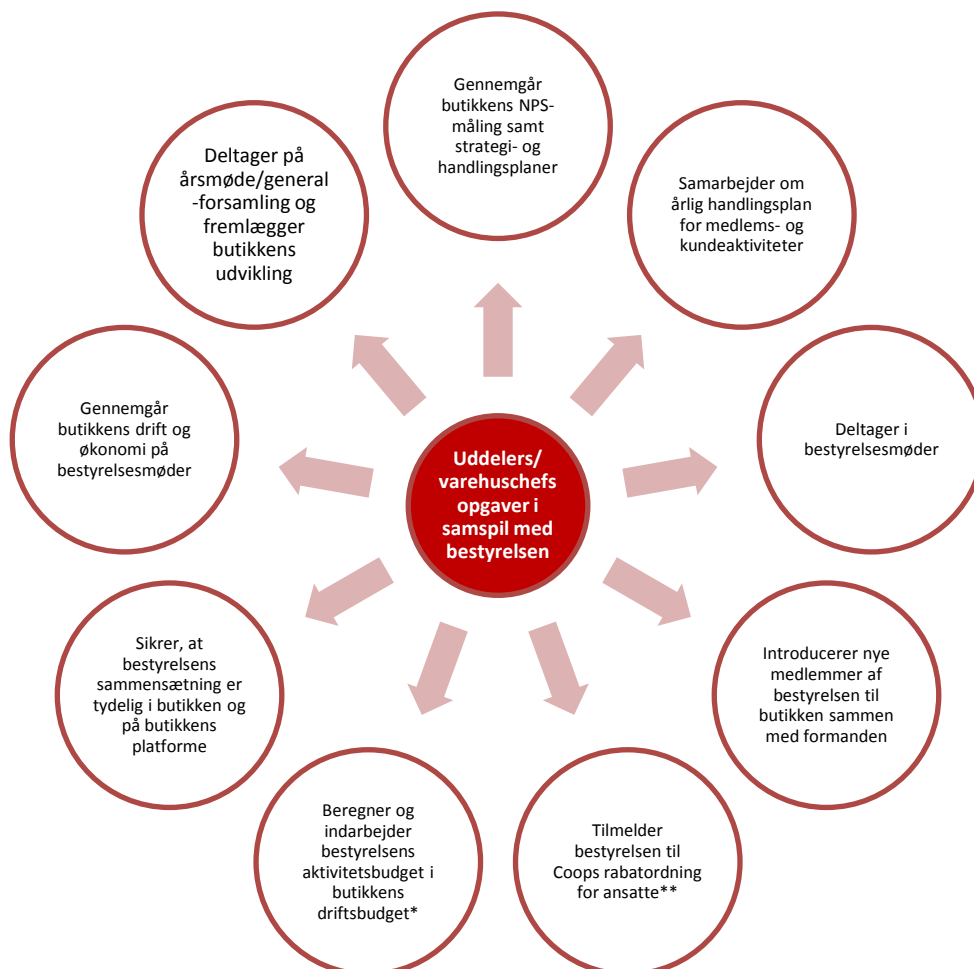 Gennemgår
butikkens NPS-
måling samt
strategi- og
handlingsplaner
Samarbejder om
årlig handlingsplan
for medlems- og
kundeaktiviteter
Deltager i
bestyrelsesmøder
Introducerer nye
medlemmer af
bestyrelsen til
butikken sammen
med formanden
Tilmelder
bestyrelsen til
Coops rabatordning
for ansatte**
Beregner og
indarbejder
bestyrelsens
aktivitetsbudget i
butikkens
driftsbudget*
Sikrer, at
bestyrelsens
sammensætning er
tydelig i butikken og
på butikkens
platforme
Gennemgår
butikkens drift og
økonomi på
bestyrelsesmøder
Deltager på
årsmøde/general
-forsamling og
fremlægger
butikkens
udvikling
Uddelers/
varehuschefs
opgaver i
samspil med
bestyrelsen